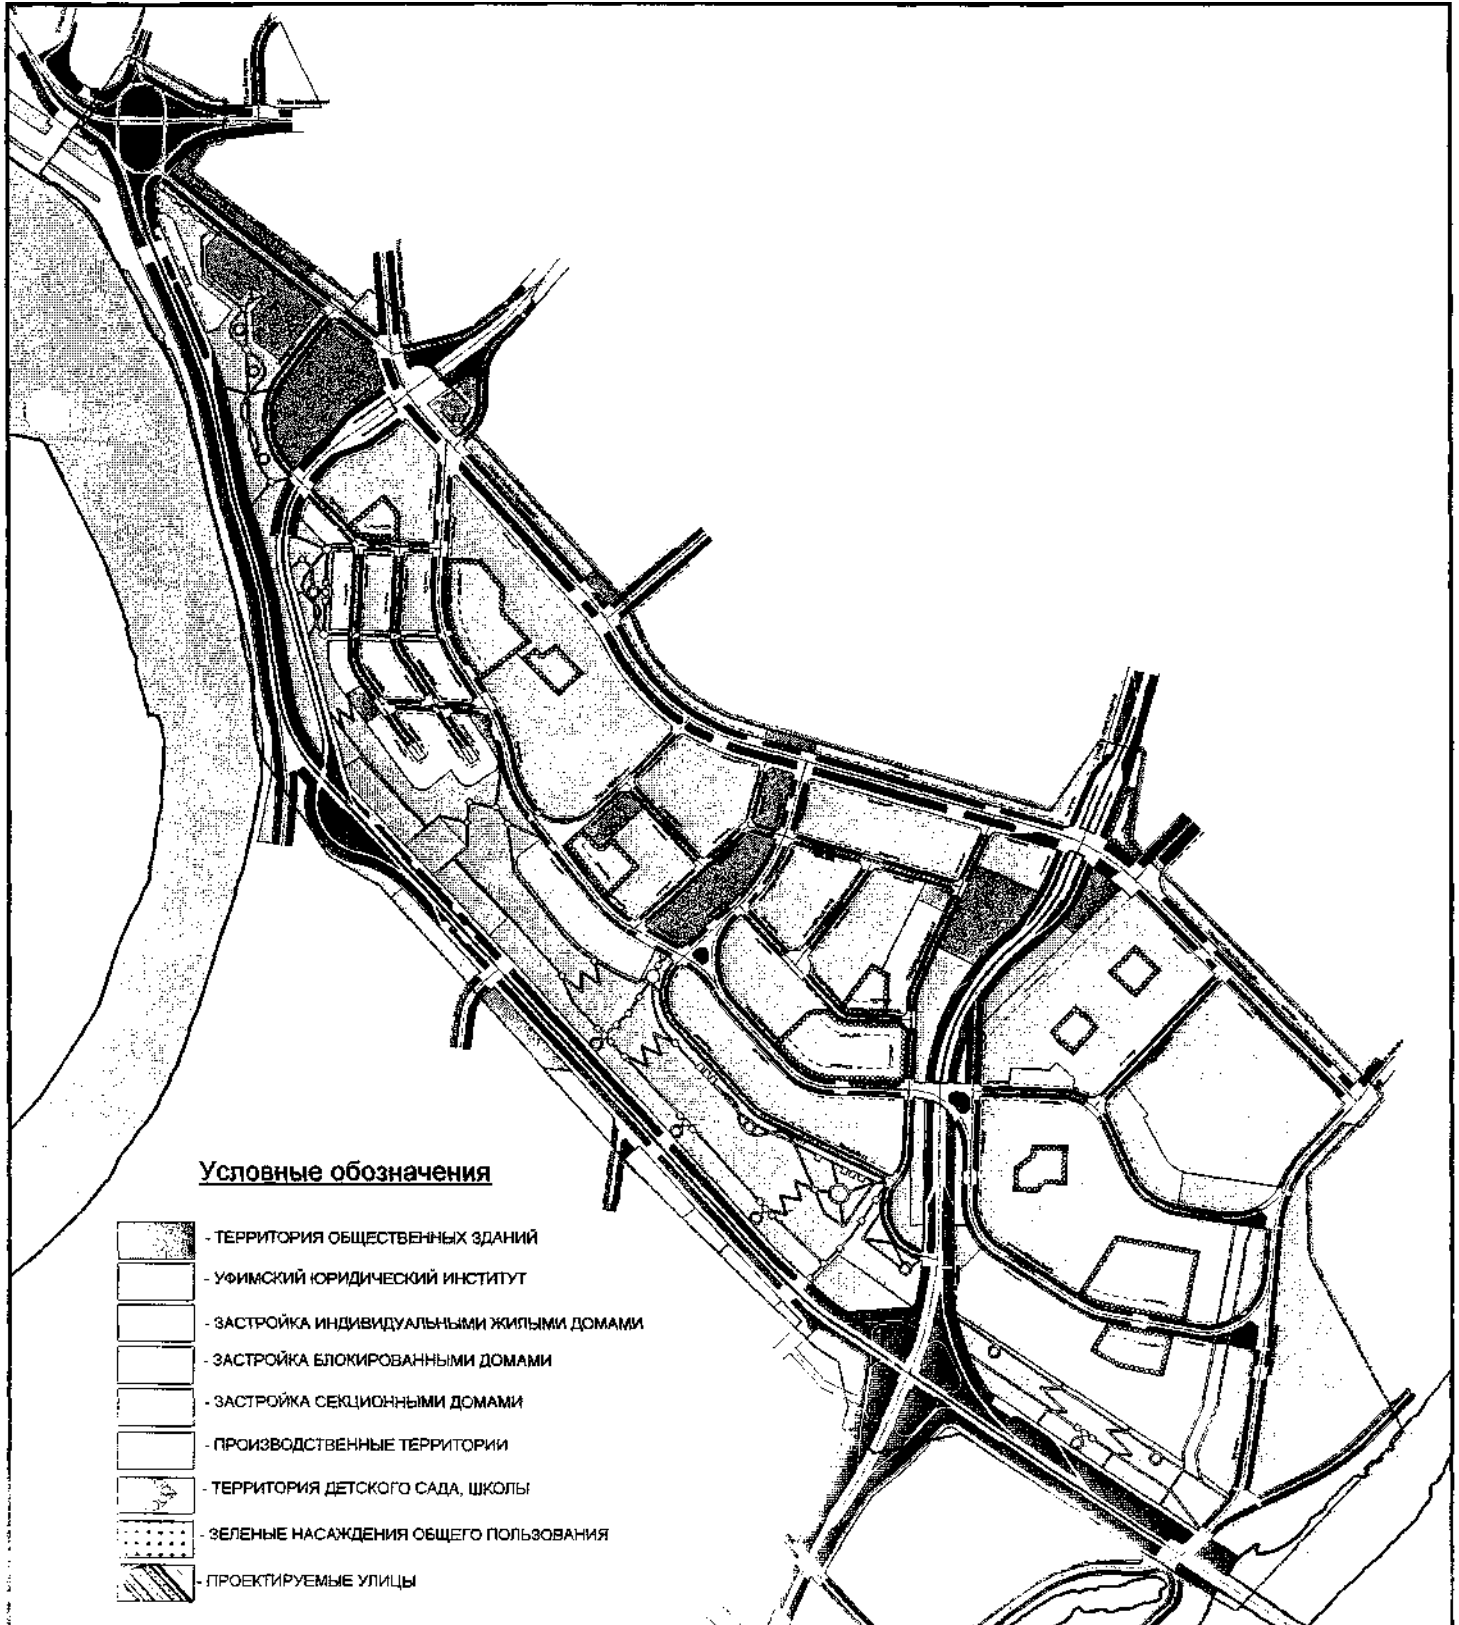 Условные обозначения
- ТЕРРИТОРИЯ ОБЩЕСТВЕННЫХ ЗДАНИЙ
- УФИМСКИЙ ЮРИДИЧЕСКИЙ ИНСТИТУТ
- ЗАСТРОЙКА ИНДИВИДУАЛЬНЫМИ ЖИЛЫМИ ДОМАМИ
- ЗАСТРОЙКА БЛОКИРОВАННЫМИ ДОМАМИ
- ЗАСТРОЙКА СЕКЦИОННЫМИ ДОМАМИ
- ПРОИЗВОДСТВЕННЫЕ ТЕРРИТОРИИ
- ТЕРРИТОРИЯ ДЕТСКОГО САДА, ШКОЛЫ
- ЗЕЛЕНЫЕ НАСАЖДЕНИЯ ОБЩЕГО ПОЛЬЗОВАНИЯ
- ПРОЕКТИРУЕМЫЕ УЛИЦЫ